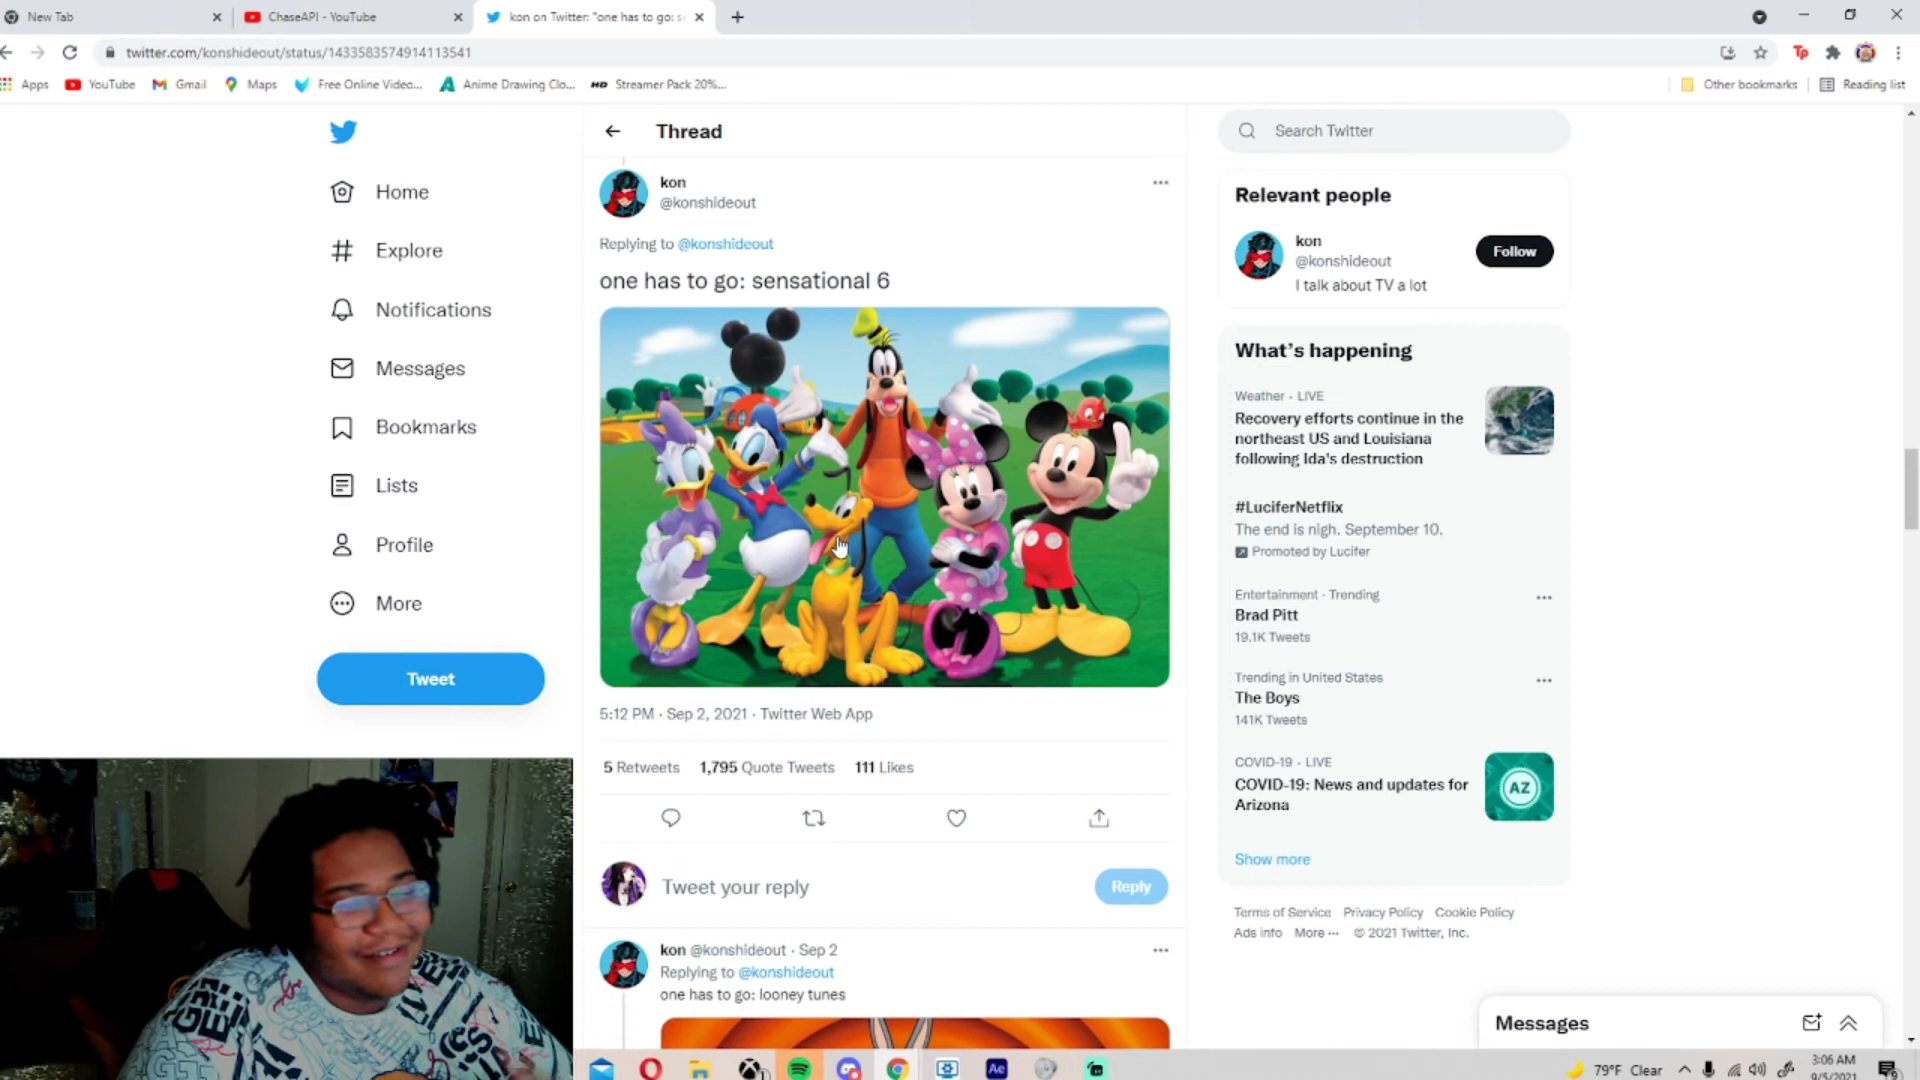 New Tab
ChaseAPI - YouTube
kon on Twitter: "one has to go: s
twitter.com/konshideout/status/1433583574914113541
Apps
YouTube
Gmail
Maps
Free Online Video...
Anime Drawing Clo...
HD
Streamer Pack 20%...
Other bookmarks
Reading list
Home
Explore
Notifications
Messages
Bookmarks
Lists
Profile
More
Tweet
Thread
kon
@konshideout
Replying to @konshideout
one has to go: sensational 6
5:12 PM · Sep 2, 2021 · Twitter Web App
5 Retweets 1,795 Quote Tweets 111 Likes
Tweet your reply
Reply
kon @konshideout · Sep 2
Replying to @konshideout
one has to go: looney tunes
Search Twitter
Relevant people
kon
@konshideout
Follow
I talk about TV a lot
What's happening
Weather · LIVE
Recovery efforts continue in the
northeast US and Louisiana
following Ida's destruction
#LuciferNetflix
The end is nigh. September 10.
Promoted by Lucifer
Entertainment · Trending
Brad Pitt
19.1K Tweets
Trending in United States
The Boys
141K Tweets
COVID-19 · LIVE
COVID-19: News and updates for
Arizona
AZ
Show more
Terms of Service Privacy Policy Cookie Policy
Ads info More ··· © 2021 Twitter, Inc.
Messages
Ae
79°F Clear
3:06 AM
9/5/2021